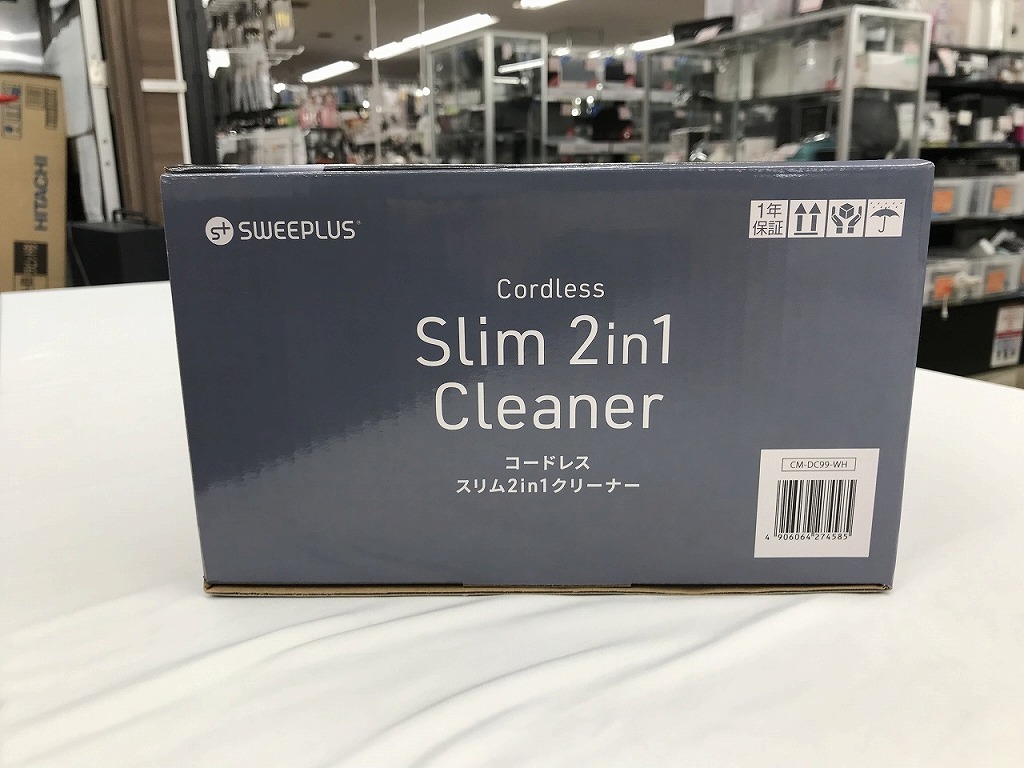 HITACHI
s+ SWEEPLUS
1年
保証
Cordless
Slim 2in1
Cleaner
コードレス
スリム2in1クリーナー
CM-DC99-WH
4 906064 274585